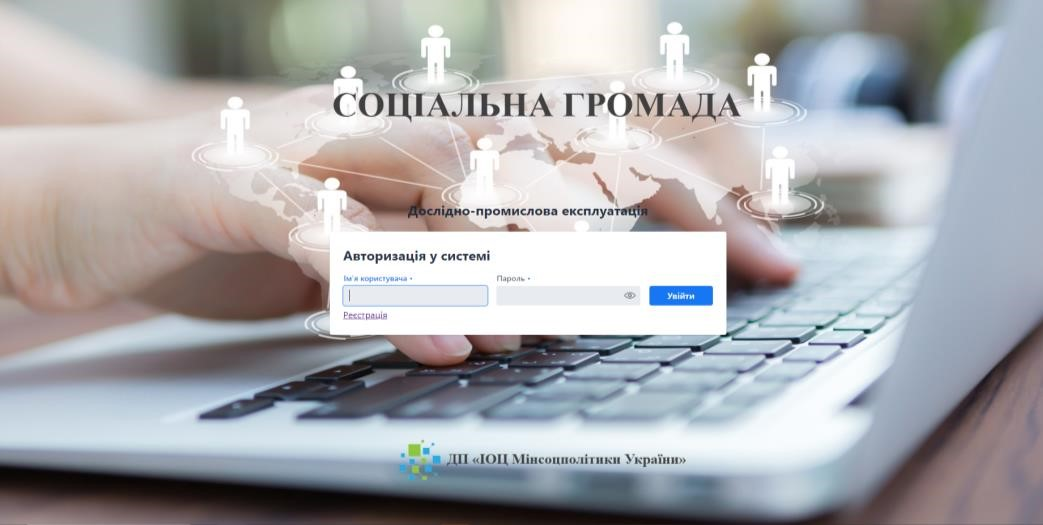 СОЦІАЛЬНА ГРОМАДА
Дослідно-промислова експлуатація
Авторизація у системі
Ім'я користувача •
Пароль •
Увійти
Реєстрація
ДП «ІОЦ Мінсоцполітики України»